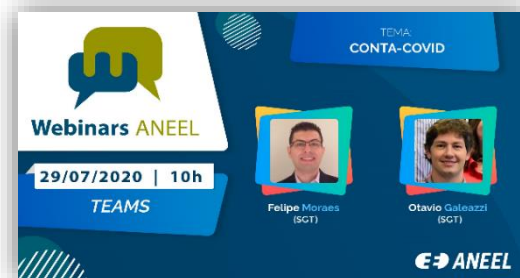 Webinars ANEEL
29/07/2020 | 10h
TEAMS
TEMA:
CONTA-COVID
Felipe Moraes
(SGT)
Otavio Galeazzi
(SGT)
ANEEL